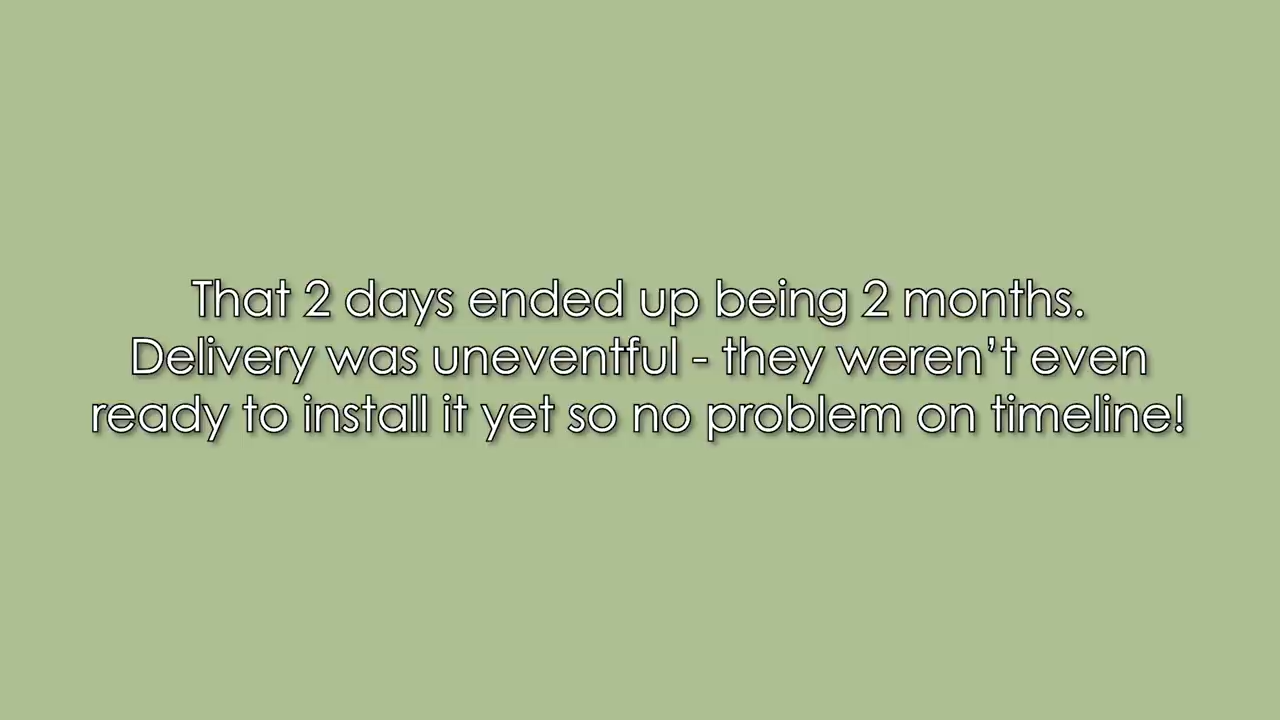 That 2 days ended up being 2 months.
Delivery was uneventful - they weren’t even
ready to install it yet so no problem on timeline!